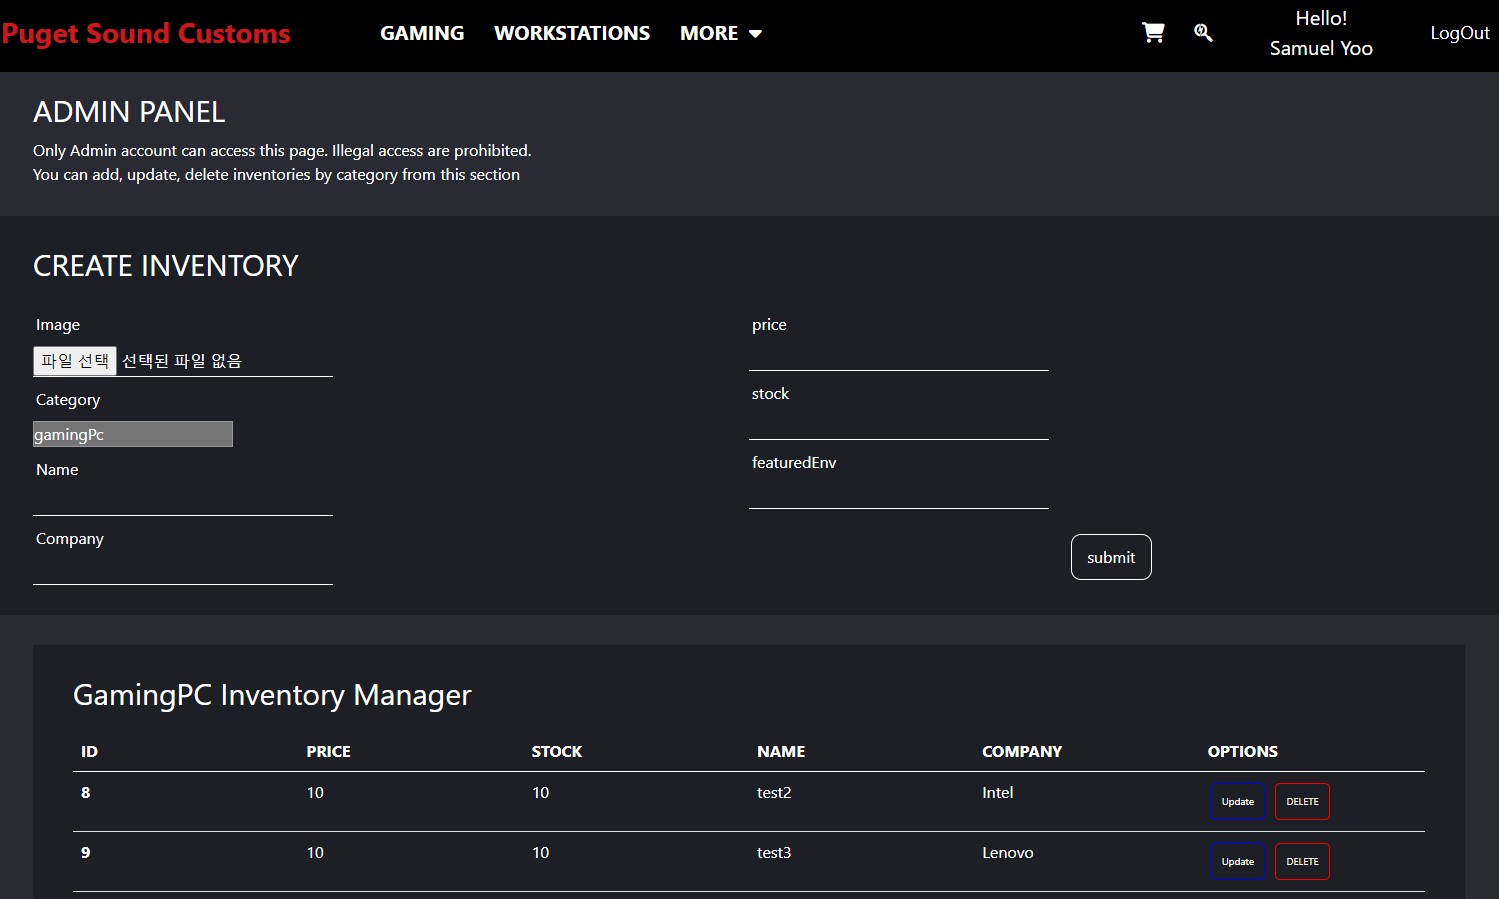 Puget Sound Customs
GAMING
WORKSTATIONS
MORE
Hello!
Samuel Yoo
LogOut
ADMIN PANEL
Only Admin account can access this page. Illegal access are prohibited.
You can add, update, delete inventories by category from this section
CREATE INVENTORY
Image
파일 선택 선택된 파일 없음
Category
gamingPc
Name
Company
price
stock
featuredEnv
submit
GamingPC Inventory Manager
ID PRICE STOCK NAME COMPANY OPTIONS
8 10 10 test2 Intel Update DELETE
9 10 10 test3 Lenovo Update DELETE